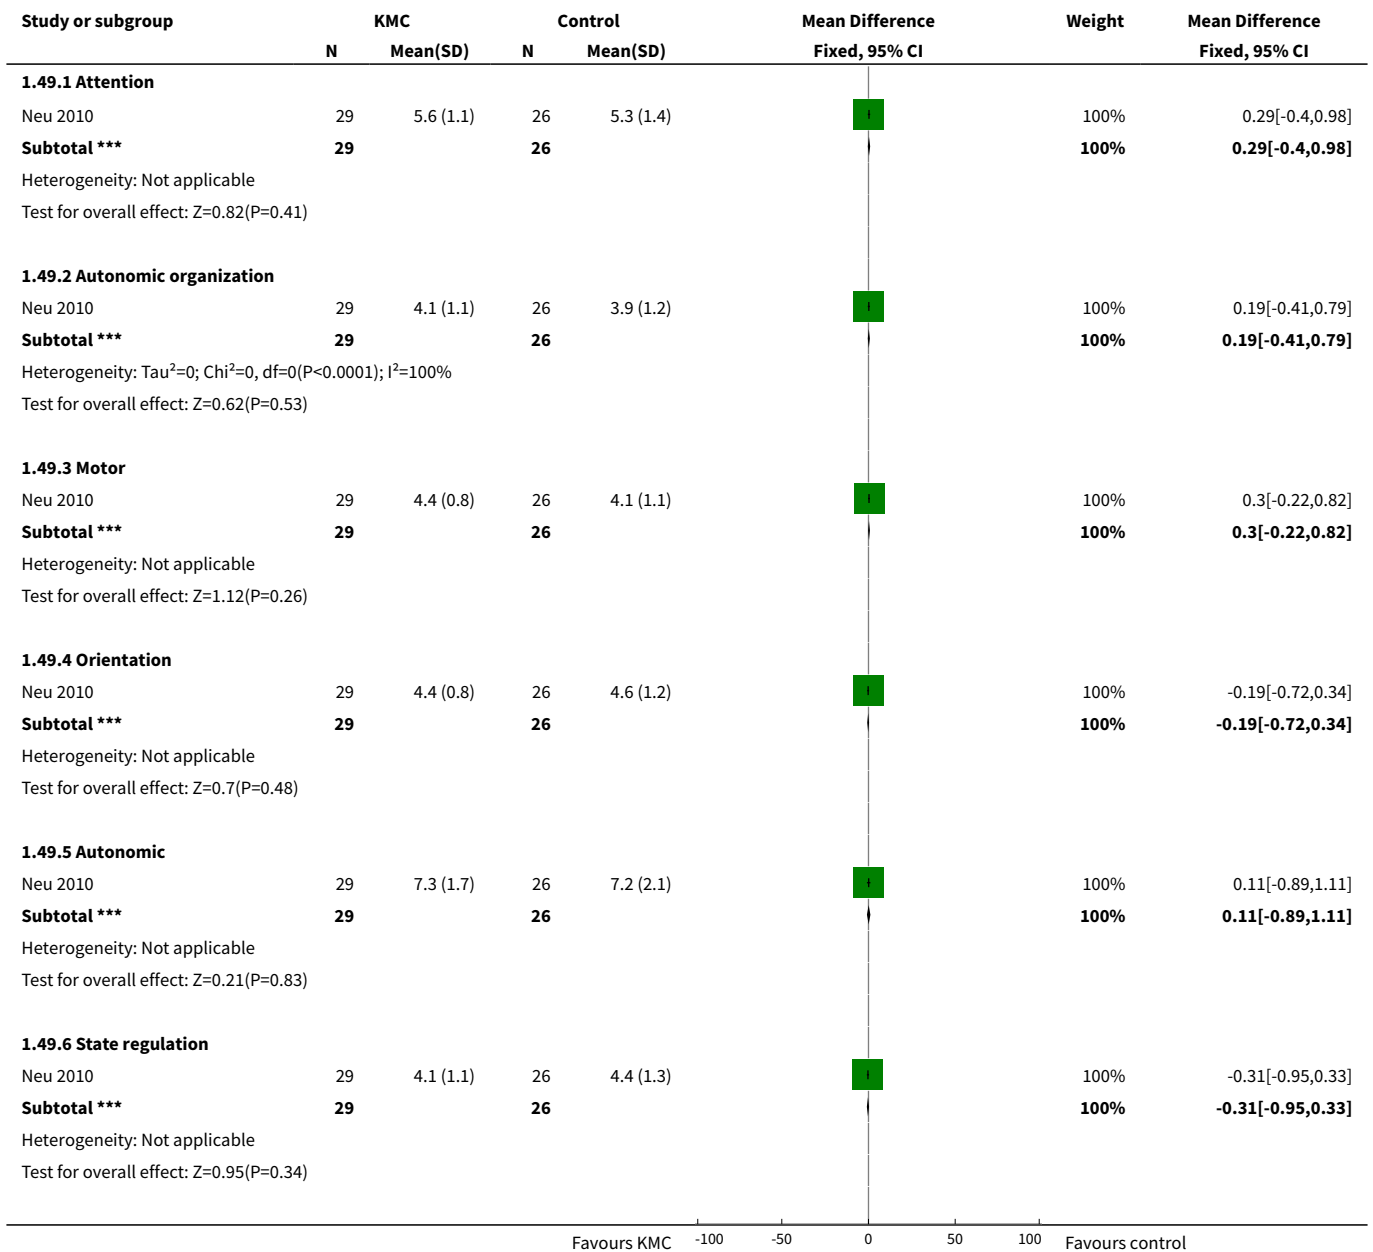 Study or subgroup KMC Control Mean Difference Weight Mean Difference
N Mean(SD) N Mean(SD) Fixed, 95% CI Fixed, 95% CI
1.49.1 Attention
Neu 2010 29 5.6 (1.1) 26 5.3 (1.4) 100% 0.29[-0.4,0.98]
Subtotal *** 29 26 100% 0.29[-0.4,0.98]
Heterogeneity: Not applicable
Test for overall effect: Z=0.82(P=0.41)
1.49.2 Autonomic organization
Neu 2010 29 4.1 (1.1) 26 3.9 (1.2) 100% 0.19[-0.41,0.79]
Subtotal *** 29 26 100% 0.19[-0.41,0.79]
Heterogeneity: Tau²=0; Chi²=0, df=0(P<0.0001); I²=100%
Test for overall effect: Z=0.62(P=0.53)
1.49.3 Motor
Neu 2010 29 4.4 (0.8) 26 4.1 (1.1) 100% 0.3[-0.22,0.82]
Subtotal *** 29 26 100% 0.3[-0.22,0.82]
Heterogeneity: Not applicable
Test for overall effect: Z=1.12(P=0.26)
1.49.4 Orientation
Neu 2010 29 4.4 (0.8) 26 4.6 (1.2) 100% -0.19[-0.72,0.34]
Subtotal *** 29 26 100% -0.19[-0.72,0.34]
Heterogeneity: Not applicable
Test for overall effect: Z=0.7(P=0.48)
1.49.5 Autonomic
Neu 2010 29 7.3 (1.7) 26 7.2 (2.1) 100% 0.11[-0.89,1.11]
Subtotal *** 29 26 100% 0.11[-0.89,1.11]
Heterogeneity: Not applicable
Test for overall effect: Z=0.21(P=0.83)
1.49.6 State regulation
Neu 2010 29 4.1 (1.1) 26 4.4 (1.3) 100% -0.31[-0.95,0.33]
Subtotal *** 29 26 100% -0.31[-0.95,0.33]
Heterogeneity: Not applicable
Test for overall effect: Z=0.95(P=0.34)
Favours KMC -100 -50 0 50 100 Favours control